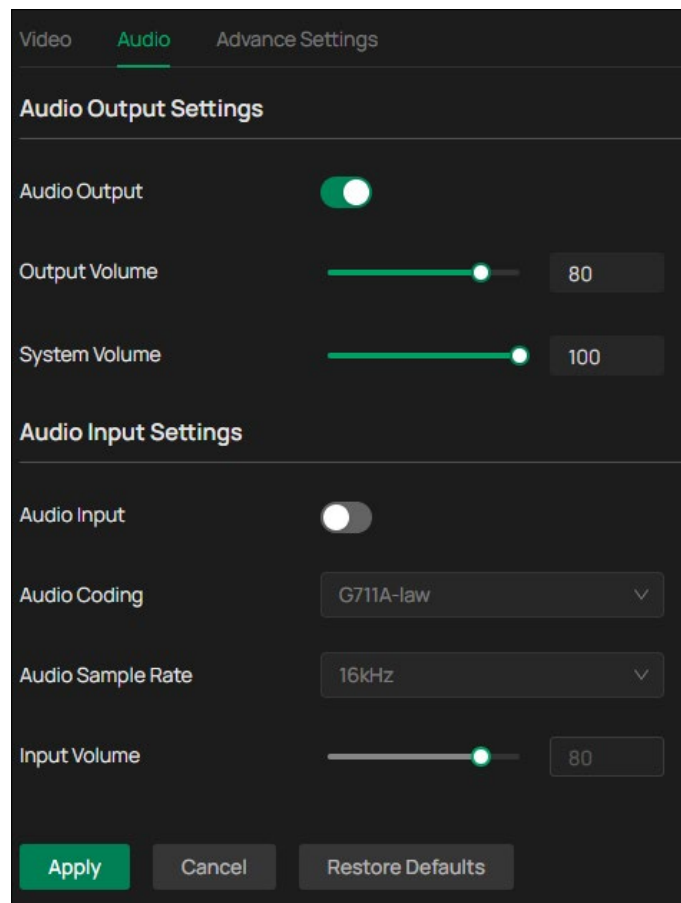 Video Audio Advance Settings
Audio Output Settings
Audio Output
Output Volume 80
System Volume 100
Audio Input Settings
Audio Input
Audio Coding G711A-law
Audio Sample Rate 16kHz
Input Volume 80
Apply Cancel Restore Defaults